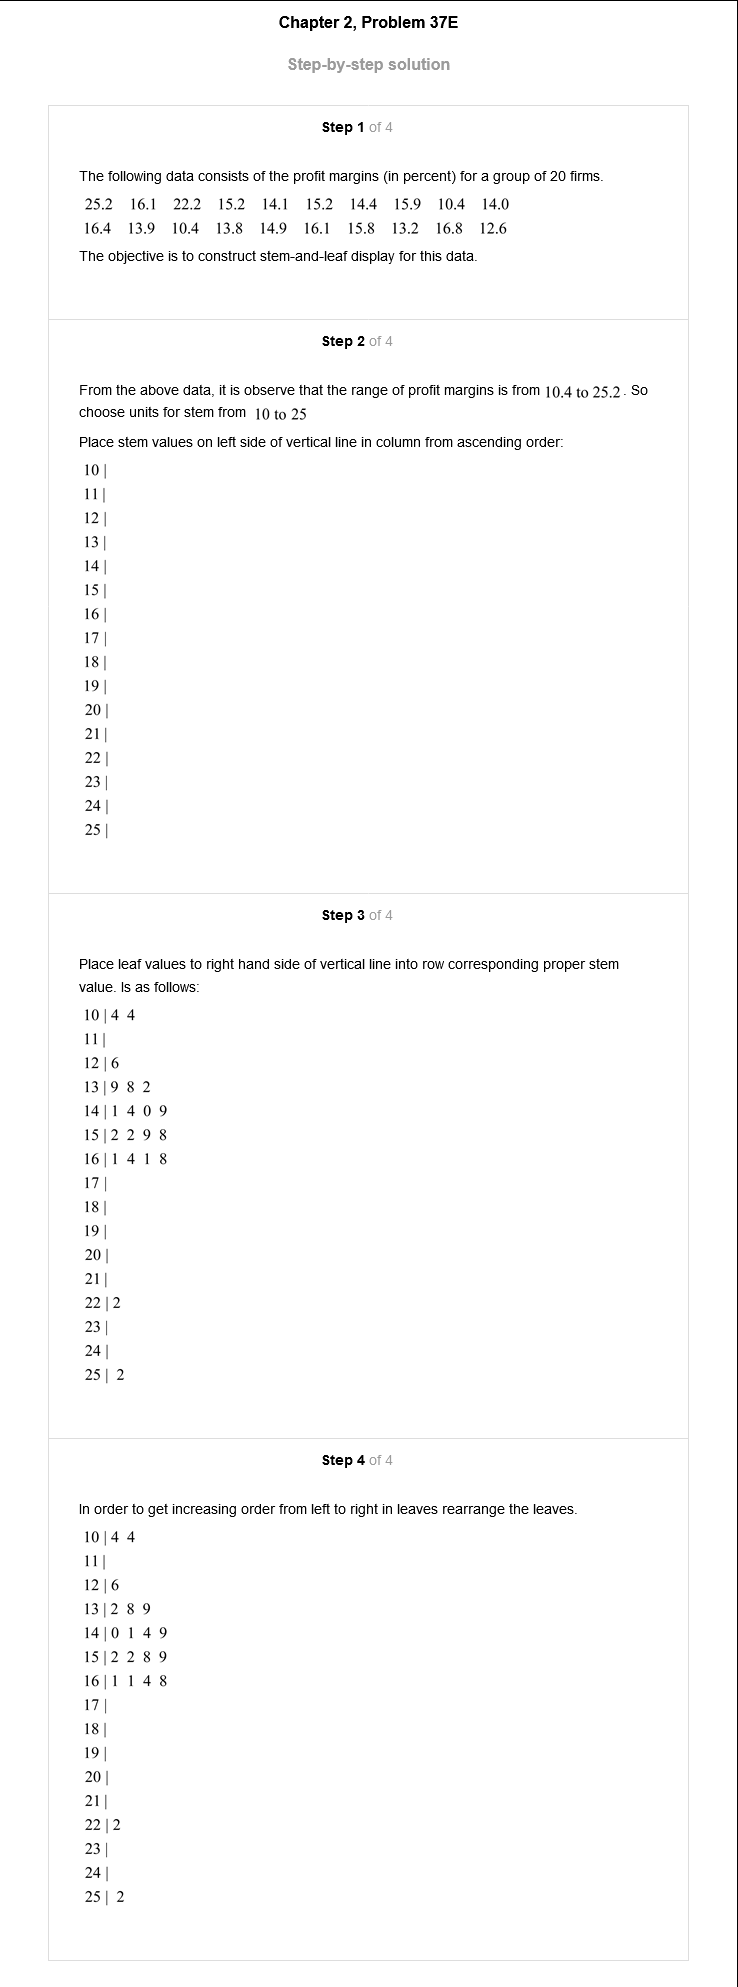 Chapter 2, Problem 37E
Step-by-step solution
Step 1 of 4
The following data consists of the profit margins (in percent) for a group of 20 firms.
25.2 16.1 22.2 15.2 14.1 15.2 14.4 15.9 10.4 14.0
16.4 13.9 10.4 13.8 14.9 16.1 15.8 13.2 16.8 12.6
The objective is to construct stem-and-leaf display for this data.
Step 2 of 4
From the above data, it is observe that the range of profit margins is from 10.4 to 25.2. So
choose units for stem from 10 to 25
Place stem values on left side of vertical line in column from ascending order:
10 |
11 |
12 |
13 |
14 |
15 |
16 |
17 |
18 |
19 |
20 |
21 |
22 |
23 |
24 |
25 |
Step 3 of 4
Place leaf values to right hand side of vertical line into row corresponding proper stem
value. Is as follows:
10 | 4 4
11 |
12 | 6
13 | 9 8 2
14 | 1 4 0 9
15 | 2 2 9 8
16 | 1 4 1 8
17 |
18 |
19 |
20 |
21 |
22 | 2
23 |
24 |
25 | 2
Step 4 of 4
In order to get increasing order from left to right in leaves rearrange the leaves.
10 | 4 4
11 |
12 | 6
13 | 2 8 9
14 | 0 1 4 9
15 | 2 2 8 9
16 | 1 1 4 8
17 |
18 |
19 |
20 |
21 |
22 | 2
23 |
24 |
25 | 2